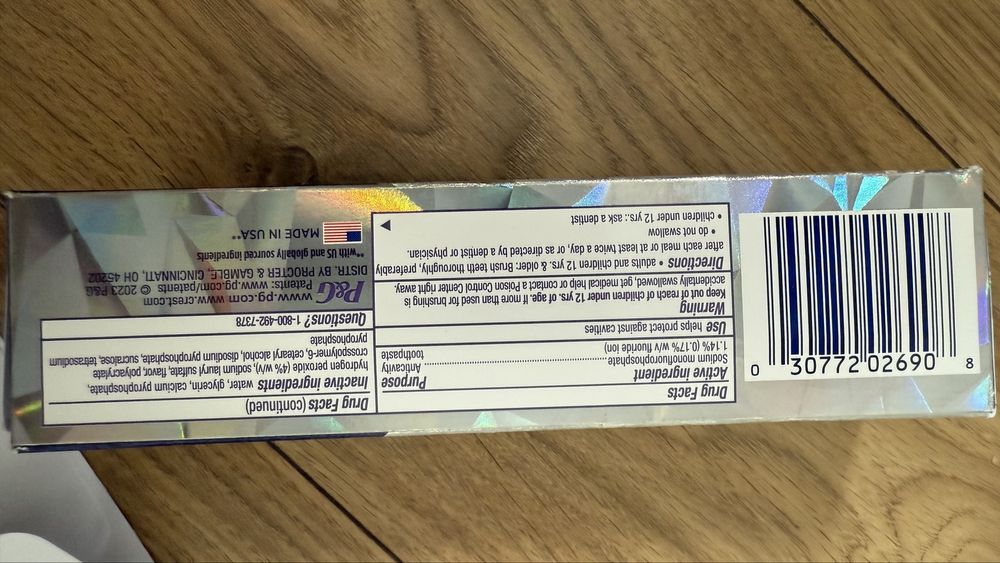 Drug Facts
Active ingredient Purpose
Sodium monofluorophosphate
1.14% (0.17% w/v fluoride ion)..........................Anticavity toothpaste
Use helps protect against cavities
Warning
Keep out of reach of children under 12 yrs. of age. If more than used for brushing is
accidentally swallowed, get medical help or contact a Poison Control Center right away.
Directions • adults and children 12 yrs. & older: Brush teeth thoroughly, preferably
after each meal or at least twice a day, or as directed by a dentist or physician.
• do not swallow
• children under 12 yrs.: ask a dentist
Drug Facts (continued)
Inactive ingredients water, glycerin, calcium pyrophosphate,
hydrogen peroxide (4% w/v), sodium lauryl sulfate, flavor, polyacrylate
crosspolymer-6, cetearyl alcohol, disodium pyrophosphate, sucralose, tetrasodium
pyrophosphate
Questions? 1-800-492-7378
P&G
www.pg.com www.crest.com
Patents: www.pg.com/patents © 2023 P&G
DISTR. BY PROCTER & GAMBLE, CINCINNATI, OH 45202
**with US and globally sourced ingredients
MADE IN USA**
0 30772 02690 8